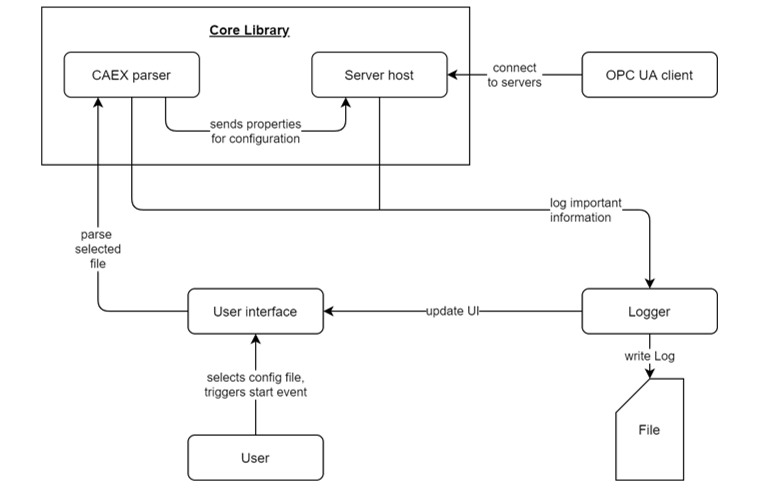 Core Library
CAEX parser
Server host
connect
to servers
OPC UA client
sends properties
for configuration
log important
information
parse
selected
file
User interface
update UI
Logger
write Log
selects config file,
triggers start event
File
User